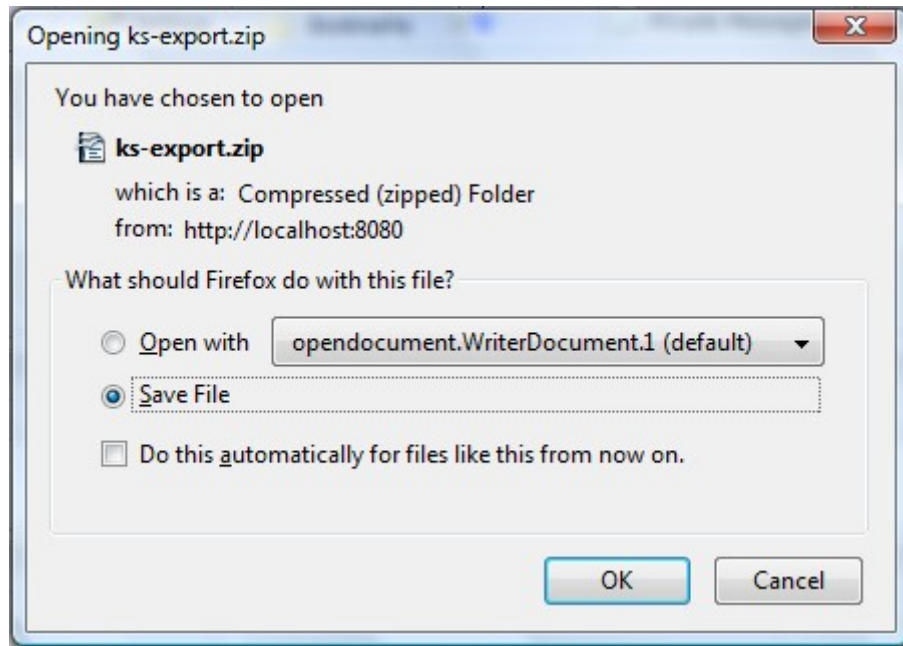 Opening ks-export.zip
You have chosen to open
ks-export.zip
which is a: Compressed (zipped) Folder
from: http://localhost:8080
What should Firefox do with this file?
Open with opendocument.WriterDocument.1 (default)
Save File
Do this automatically for files like this from now on.
OK Cancel